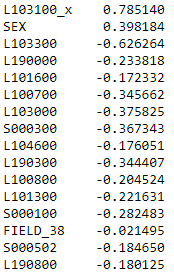 L103100_x    0.785140
SEX    0.398184
L103300    -0.626264
L190000    -0.233818
L101600    -0.172332
L100700    -0.345662
L103000    -0.375825
S000300    -0.367343
L104600    -0.176051
L190300    -0.344407
L100800    -0.204524
L101300    -0.221631
S000100    -0.282483
FIELD_38    -0.021495
S000502    -0.184650
L190800    -0.180125